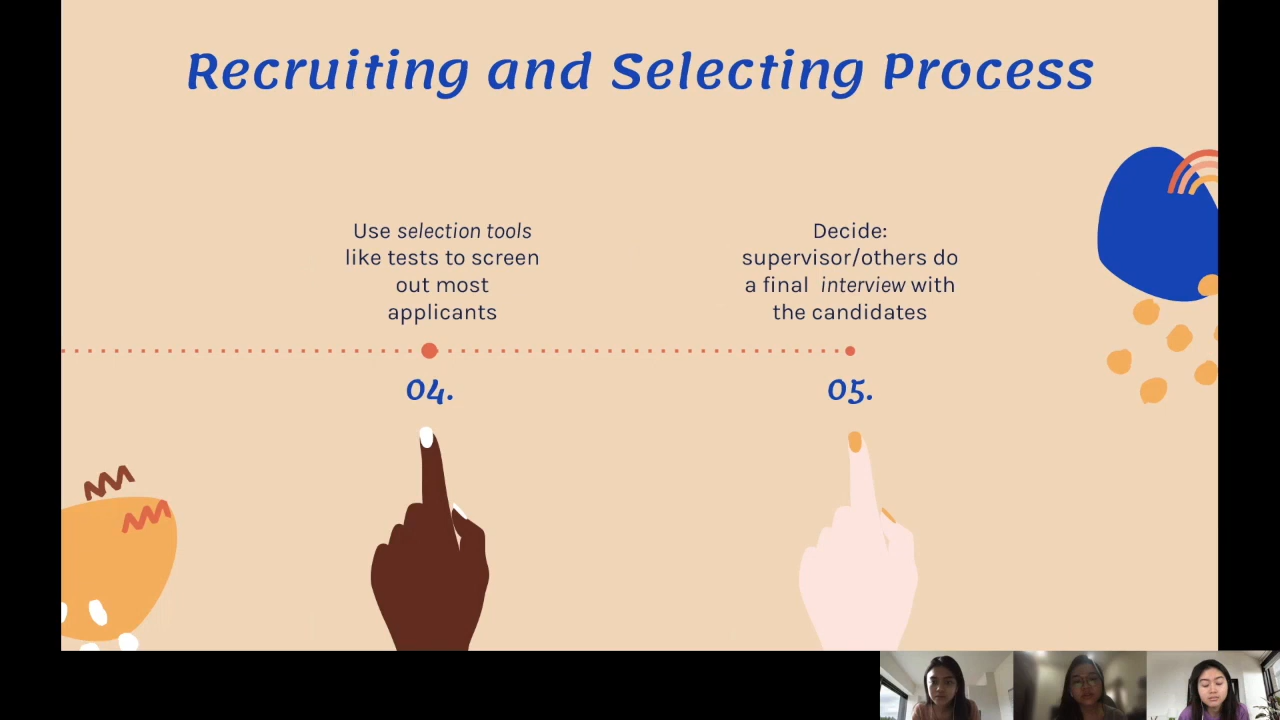 Recruiting and Selecting Process
Use selection tools
like tests to screen
out most
applicants
04.
Decide:
supervisor/others do
a final interview with
the candidates
05.